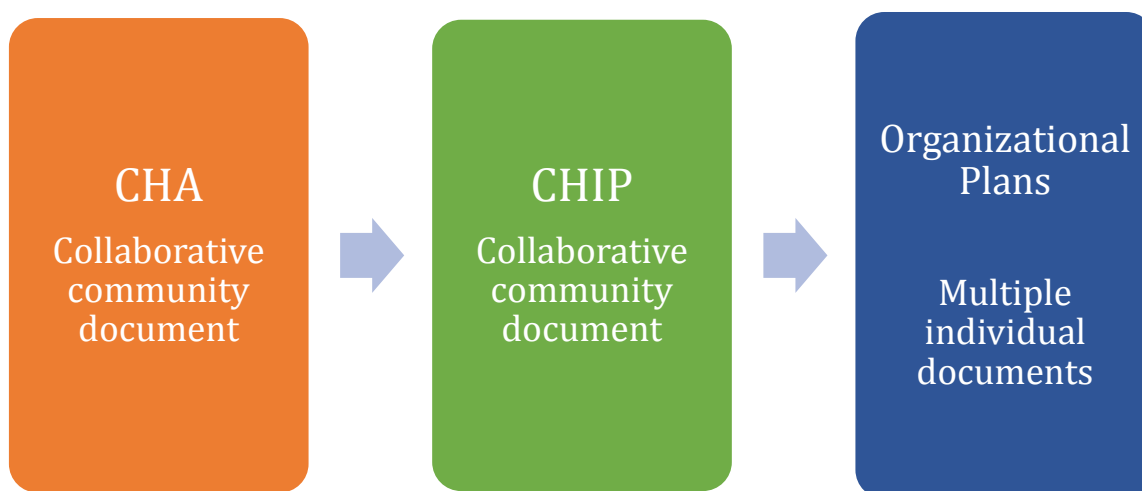 CHA
Collaborative
community
document
CHIP
Collaborative
community
document
Organizational
Plans
Multiple
individual
documents